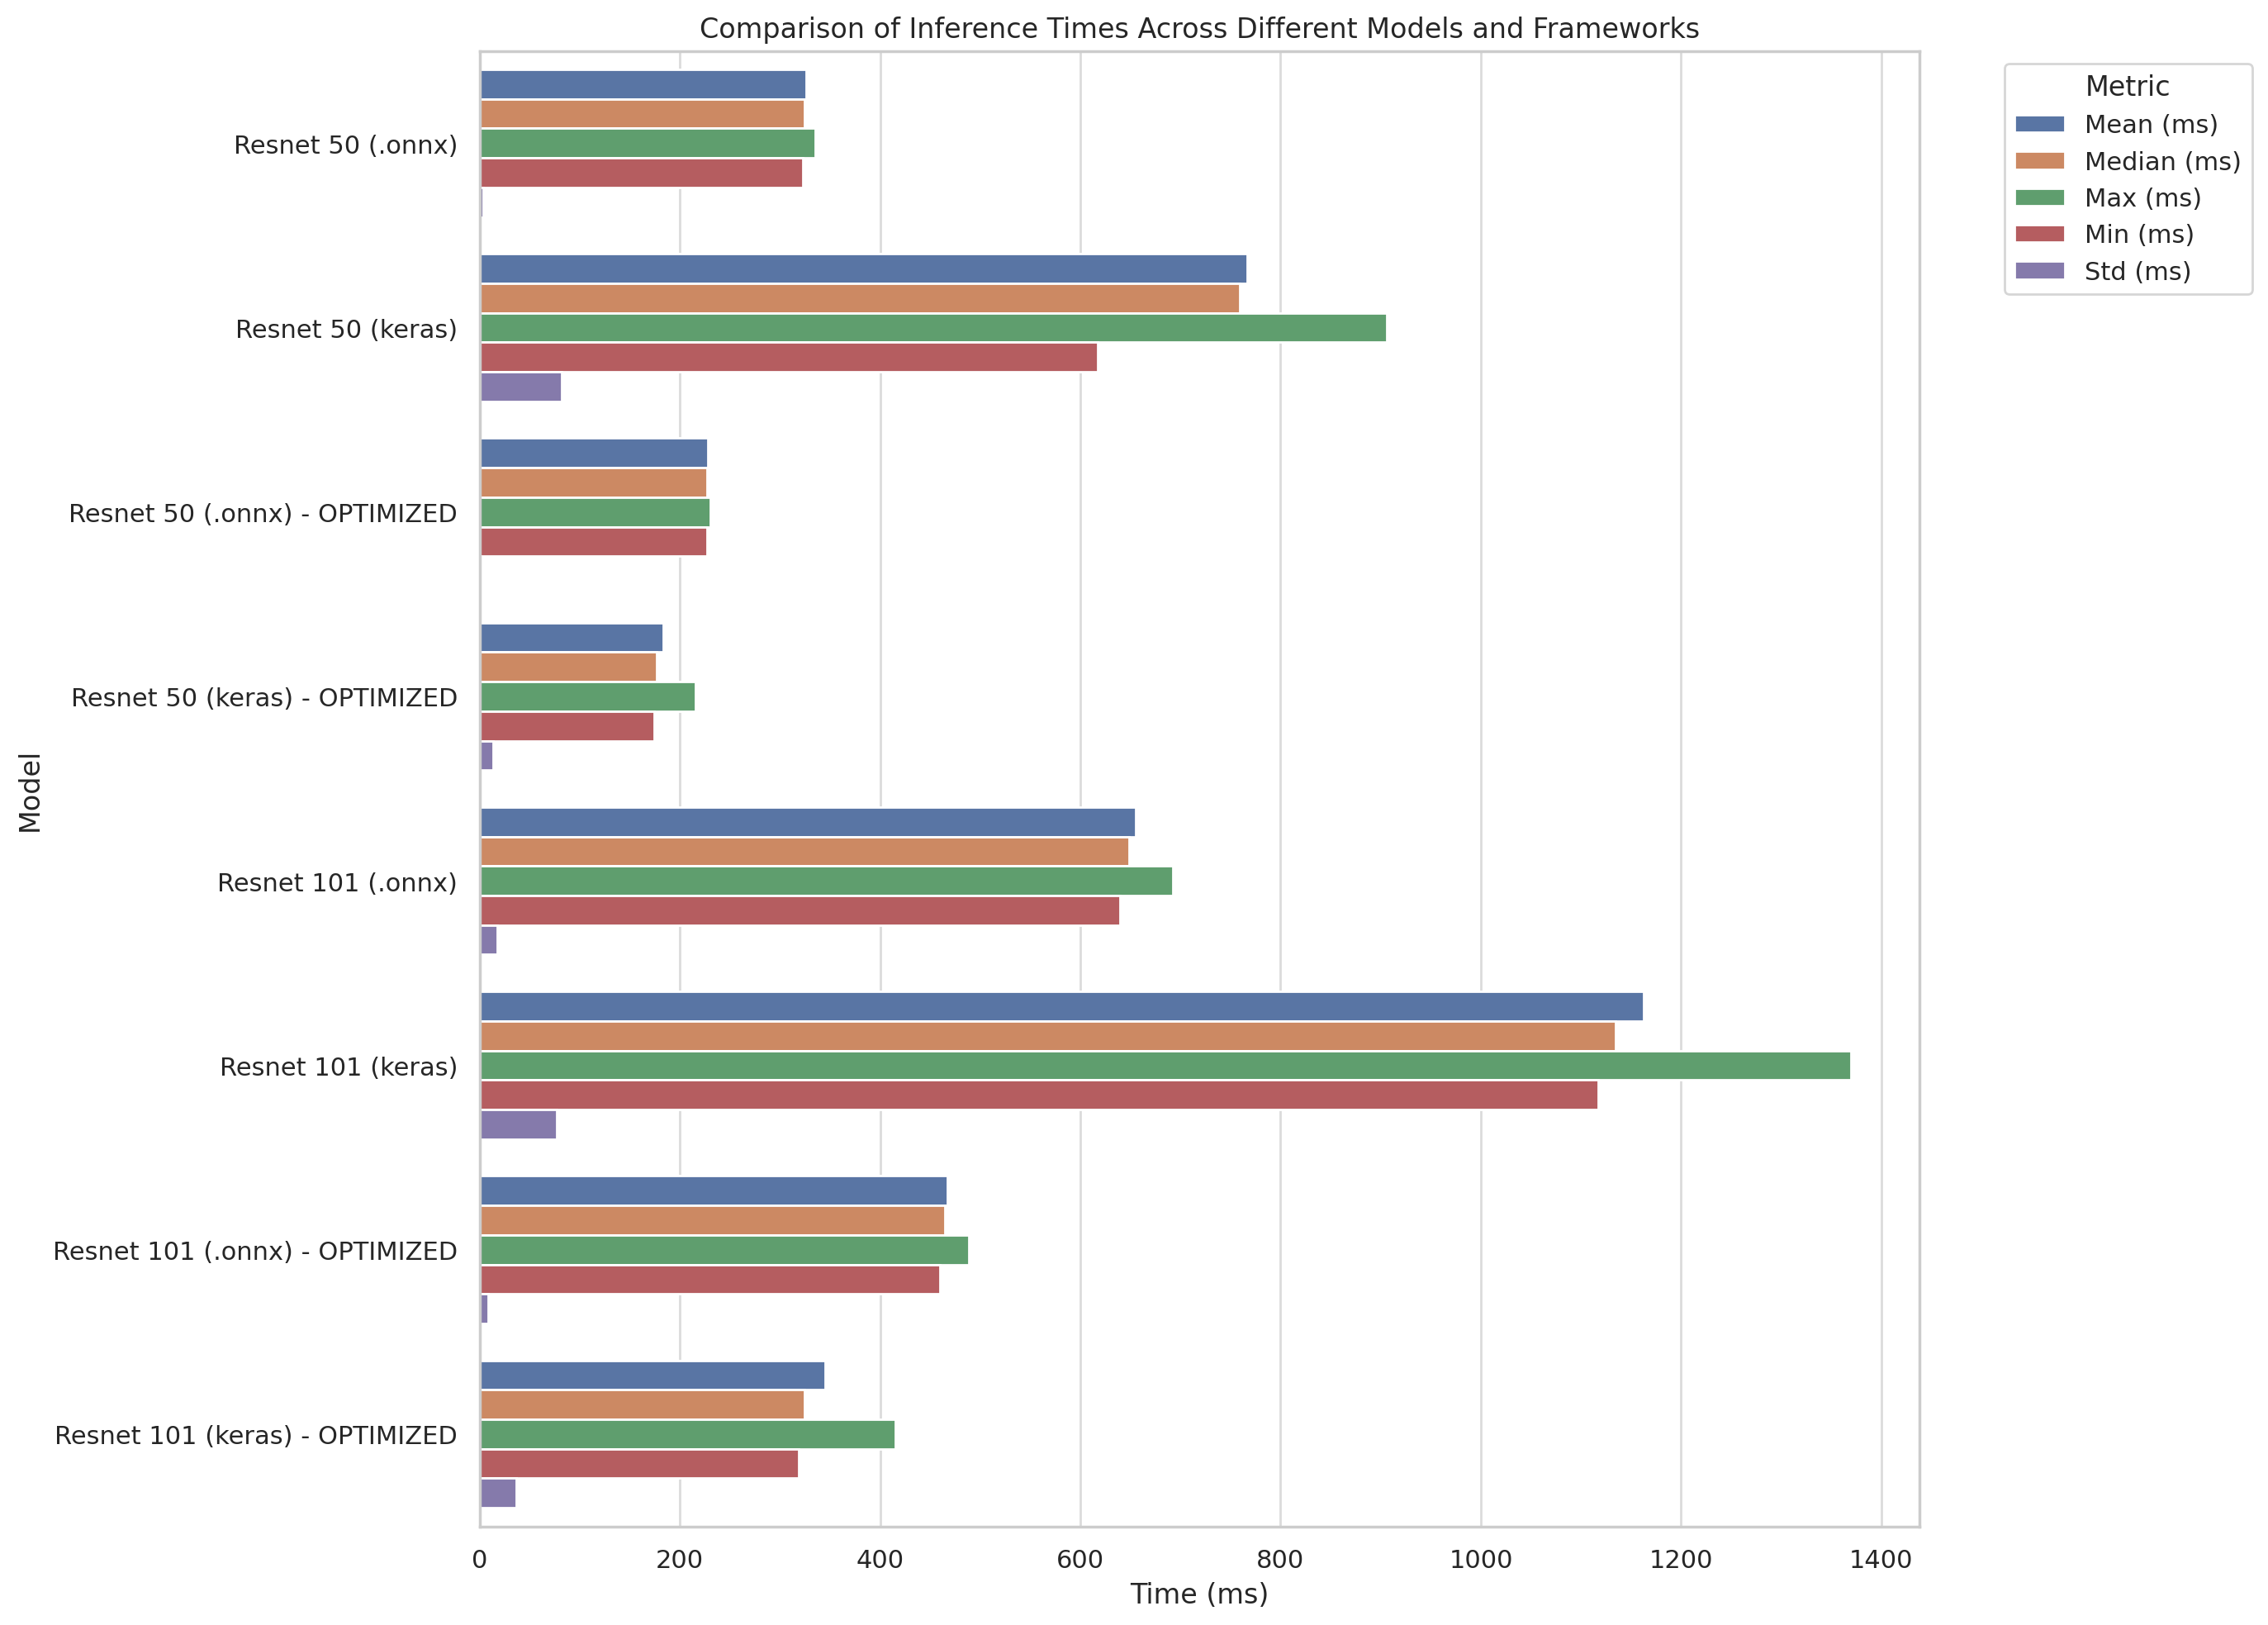 Comparison of Inference Times Across Different Models and Frameworks
Metric
Mean (ms)
Median (ms)
Max (ms)
Min (ms)
Std (ms)
Model
Resnet 50 (.onnx)
Resnet 50 (keras)
Resnet 50 (.onnx) - OPTIMIZED
Resnet 50 (keras) - OPTIMIZED
Resnet 101 (.onnx)
Resnet 101 (keras)
Resnet 101 (.onnx) - OPTIMIZED
Resnet 101 (keras) - OPTIMIZED
0 200 400 600 800 1000 1200 1400
Time (ms)